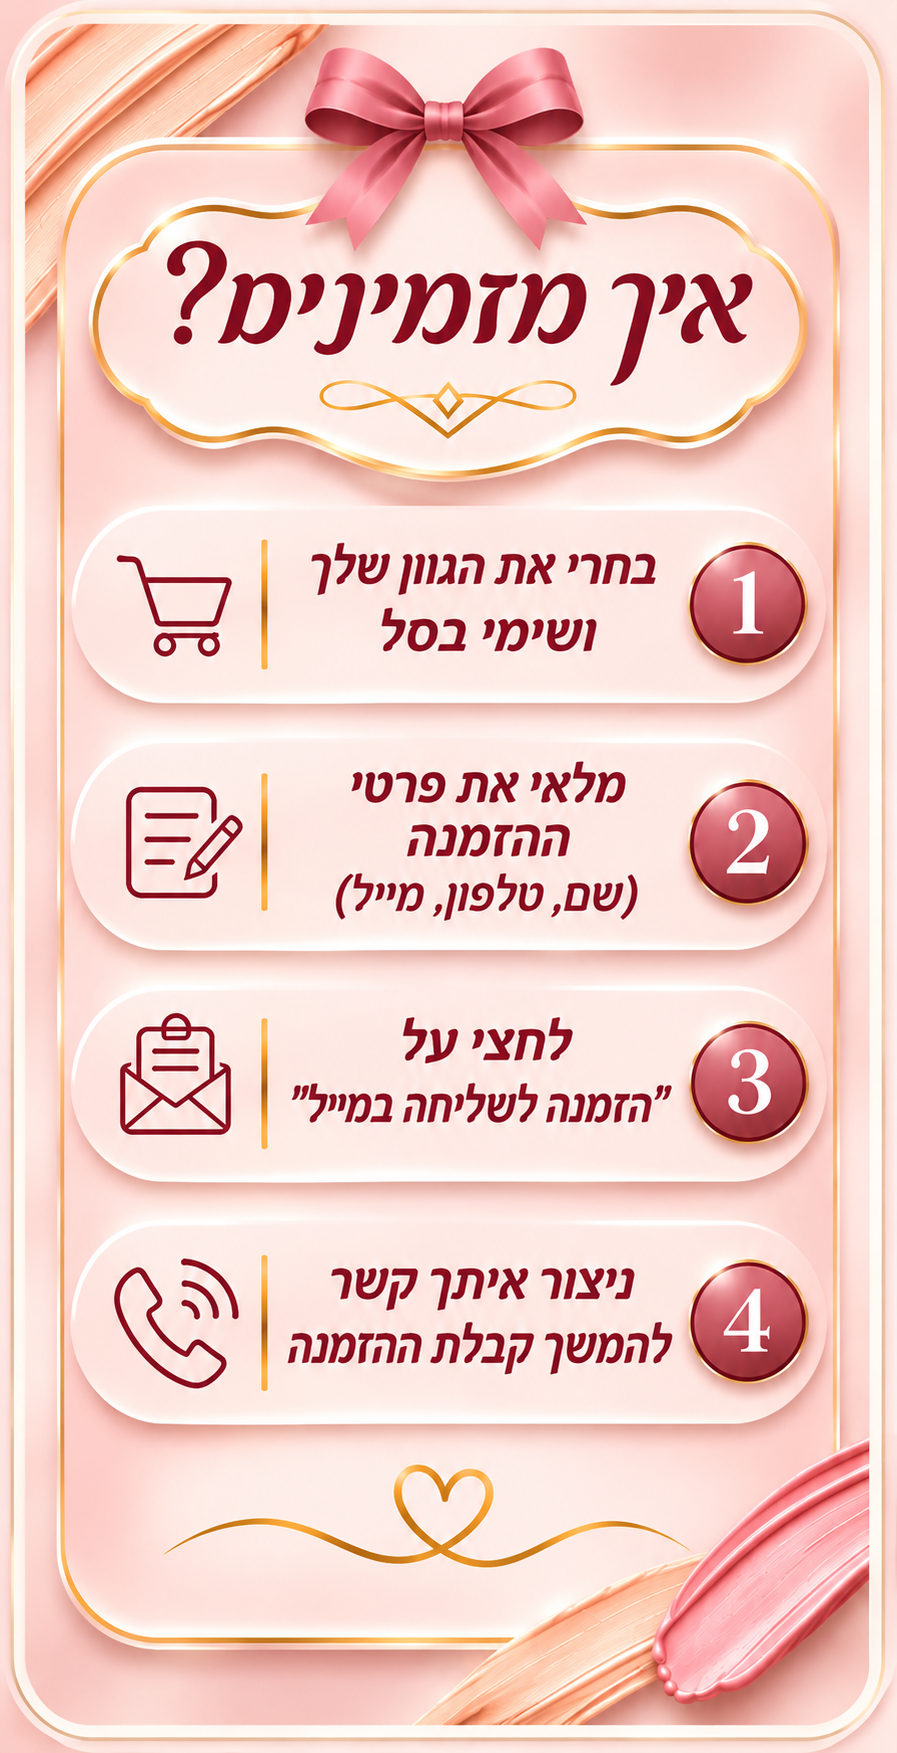 איך מזמינים?
1
בחרי את הגוון שלך
ושימי בסל
2
מלאי את פרטי
ההזמנה
(שם, טלפון, מייל)
3
לחצי על
"הזמנה לשליחה במייל"
4
ניצור איתך קשר
להמשך קבלת ההזמנה